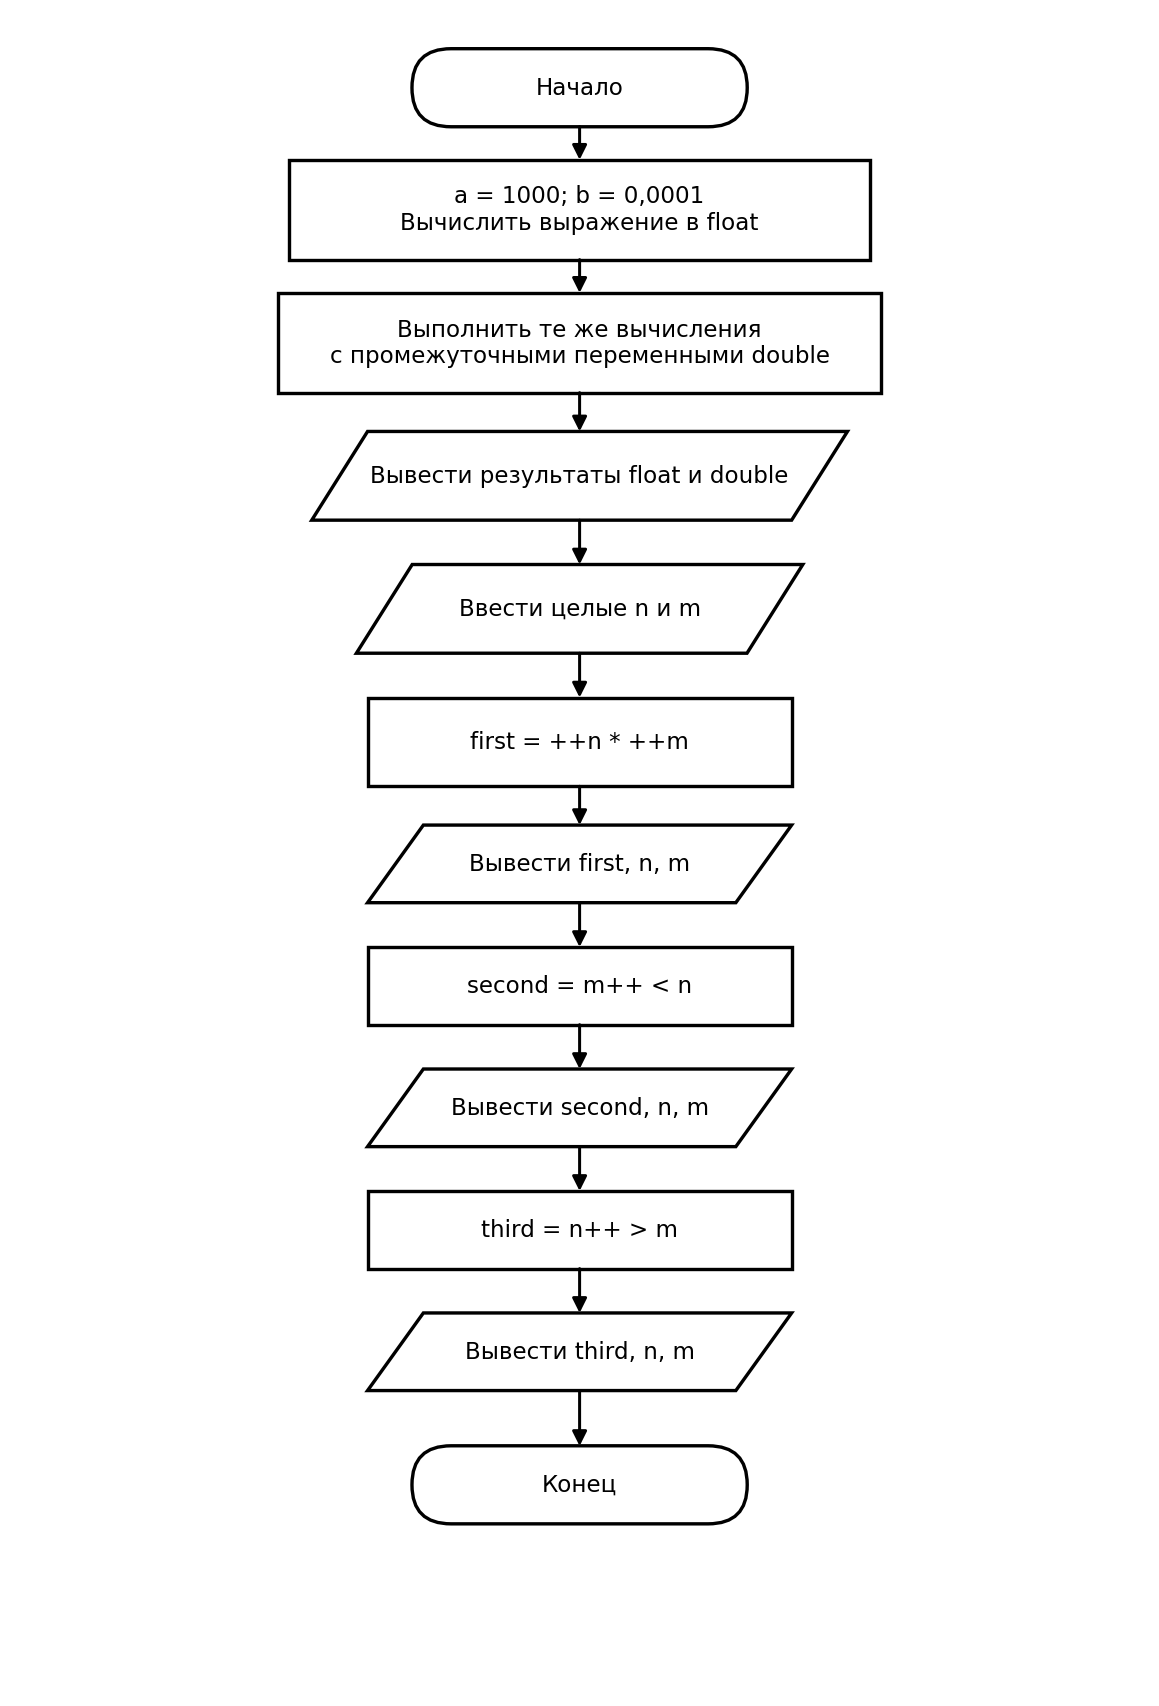 Начало
a = 1000; b = 0,0001
Вычислить выражение в float
Выполнить те же вычисления
с промежуточными переменными double
Вывести результаты float и double
Ввести целые n и m
first = ++n * ++m
Вывести first, n, m
second = m++ < n
Вывести second, n, m
third = n++ > m
Вывести third, n, m
Конец